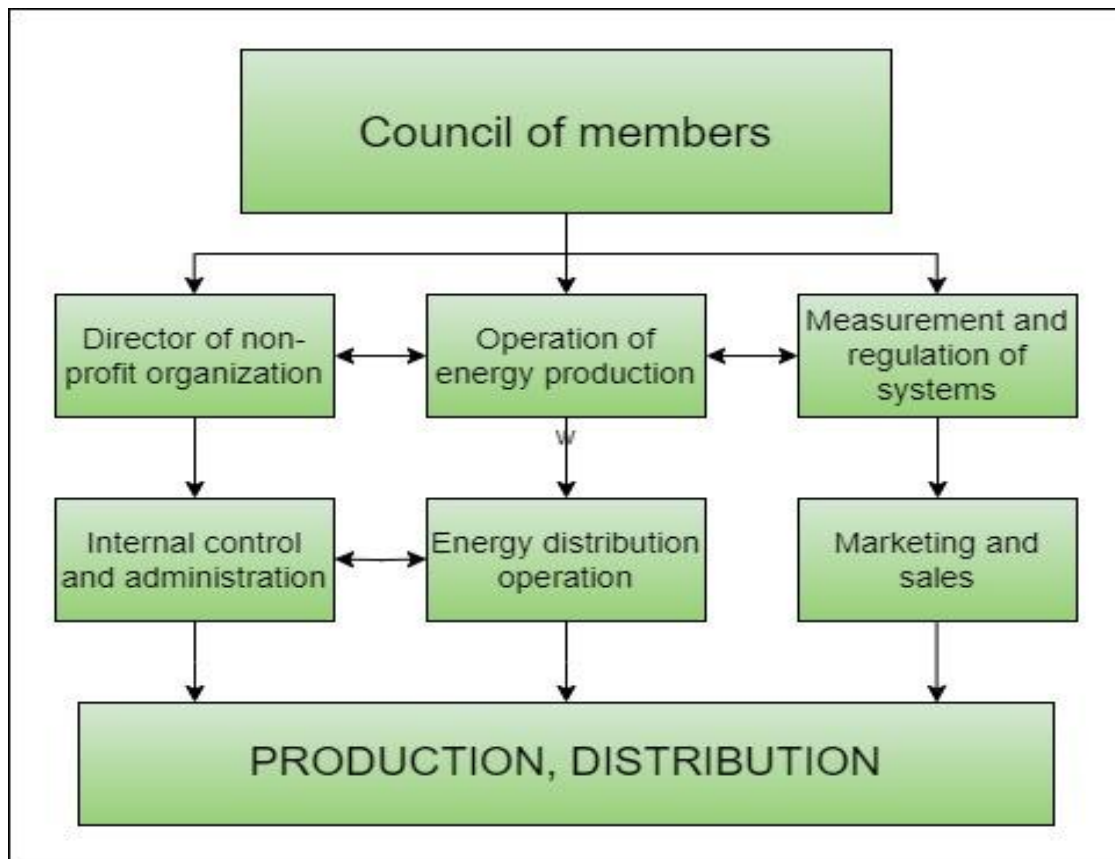 Council of members
Director of non-
profit organization
Operation of
energy production
Measurement and
regulation of
systems
w
Internal control
and administration
Energy distribution
operation
Marketing and
sales
PRODUCTION, DISTRIBUTION